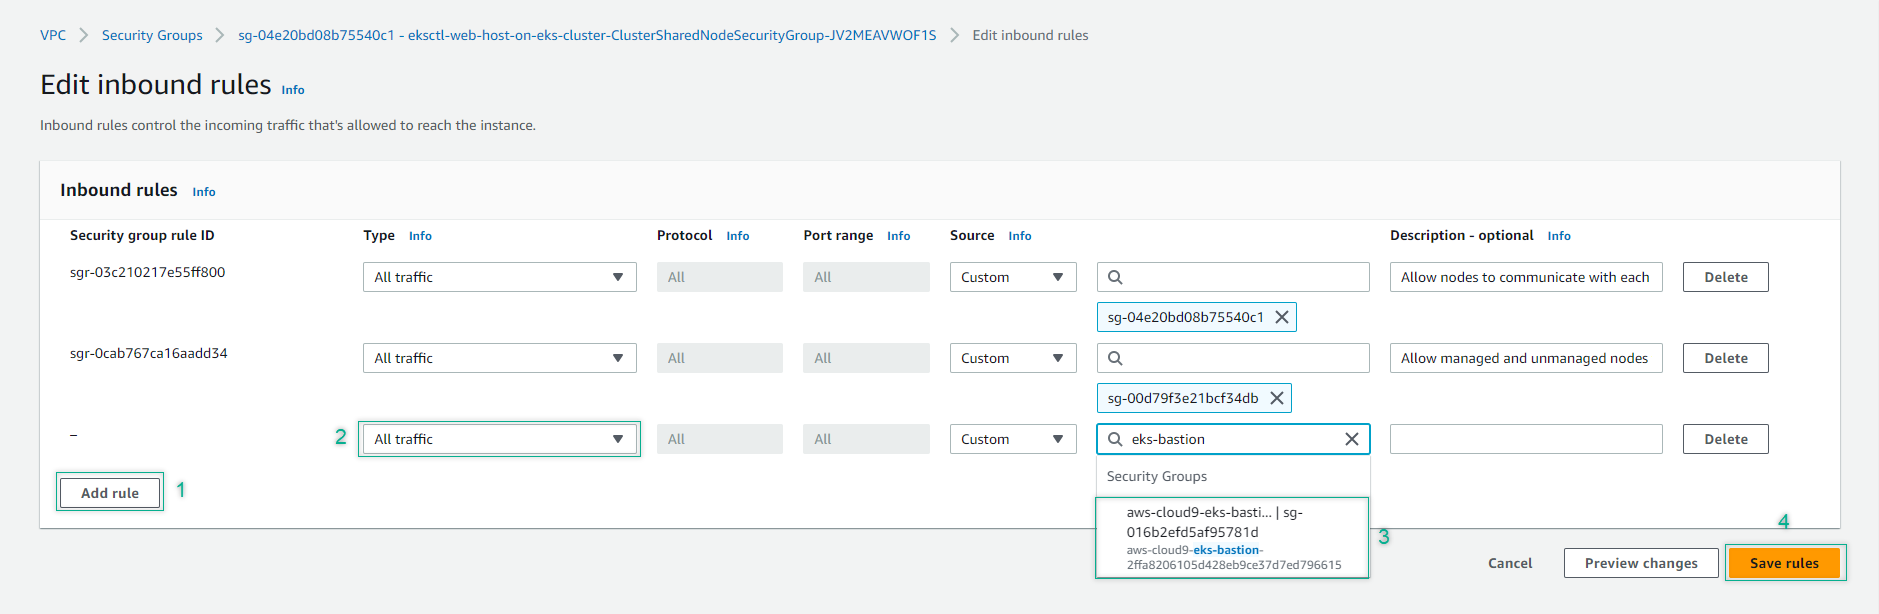 VPC > Security Groups > sg-04e20bd08b75540c1 - eksctl-web-host-on-eks-cluster-ClusterSharedNodeSecurityGroup-JV2MEAVWOF1S > Edit inbound rules
Edit inbound rules Info
Inbound rules control the incoming traffic that's allowed to reach the instance.
Inbound rules Info
Security group rule ID Type Info Protocol Info Port range Info Source Info Description - optional Info
sgr-03c210217e55ff800 All traffic All All Custom Allow nodes to communicate with each Delete
sg-04e20bd08b75540c1
sgr-0cab767ca16aadd34 All traffic All All Custom Allow managed and unmanaged nodes Delete
sg-00d79f3e21bcf34db
– 2 All traffic All All Custom eks-bastion Delete
Security Groups
Add rule 1
aws-cloud9-eks-basti... | sg-
016b2efd5af95781d
aws-cloud9-eks-bastion-
2ffa8206105d428eb9ce37d7ed796615
3
4
Cancel Preview changes Save rules